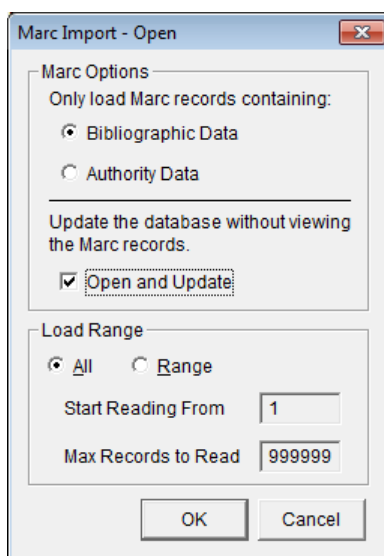 Marc Import - Open
Marc Options
Only load Marc records containing:
Bibliographic Data
Authority Data
Update the database without viewing
the Marc records.
Open and Update
Load Range
All Range
Start Reading From 1
Max Records to Read 999999
OK Cancel